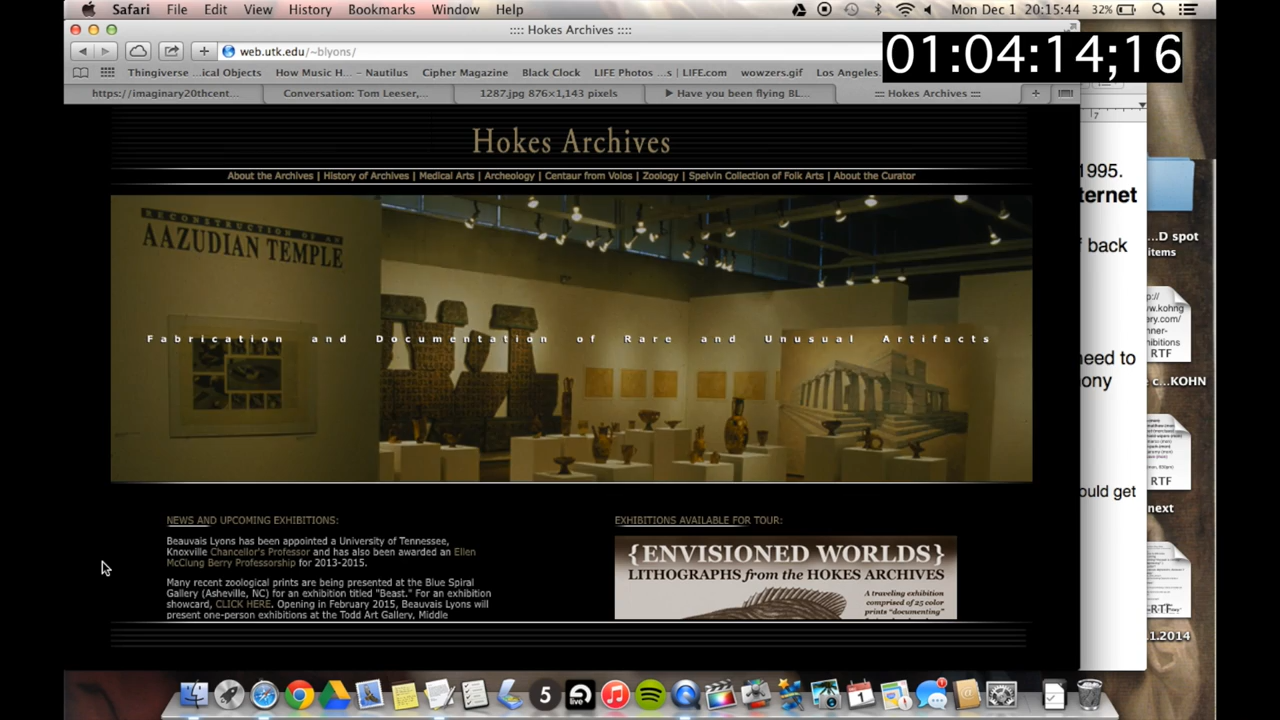 Safari File Edit View History Bookmarks Window Help Mon Dec 1 20:15:44 32%
:::: Hokes Archives ::::
01:04:14;16
web.utk.edu/~blyons/
Thingiverse ...ical Objects How Music H... – Nautilus Cipher Magazine Black Clock LIFE Photos ...s | LIFE.com wowzers.gif Los Angeles.
https://imaginary20thcent... Conversation: Tom Leeser,... 1287.jpg 876×1,143 pixels ▶ Have you been flying BL... :: Hokes Archives ::
7
Hokes Archives
About the Archives | History of Archives | Medical Arts | Archeology | Centaur from Volos | Zoology | Spelvin Collection of Folk Arts | About the Curator
1995.
ternet
back
need to
ony
ould get
RECONSTRUCTION OF AN
AAZUDIAN TEMPLE
Fabrication and Documentation of Rare and Unusual Artifacts
NEWS AND UPCOMING EXHIBITIONS:
Beauvais Lyons has been appointed a University of Tennessee,
Knoxville Chancellor's Professor and has also been awarded an Ellen
McClung Berry Professorship for 2013-2015.
Many recent zoological prints are being presented at the Blue Spiral
Gallery (Asheville, NC) for an exhibition titled "Beast." For an exhibition
showcard, CLICK HERE. Opening in February 2015, Beauvais Lyons will
present one-person exhibitions at the Todd Art Gallery, Middle
EXHIBITIONS AVAILABLE FOR TOUR:
{ENVISIONED WORLDS}
LITHOGRAPHS from the HOKES ARCHIVES
A traveling exhibition
comprised of 25 color
prints "documenting"
...D spot
items
RTF
c...KOHN
RTF
next
RTF
.1.2014
5
live
1
1